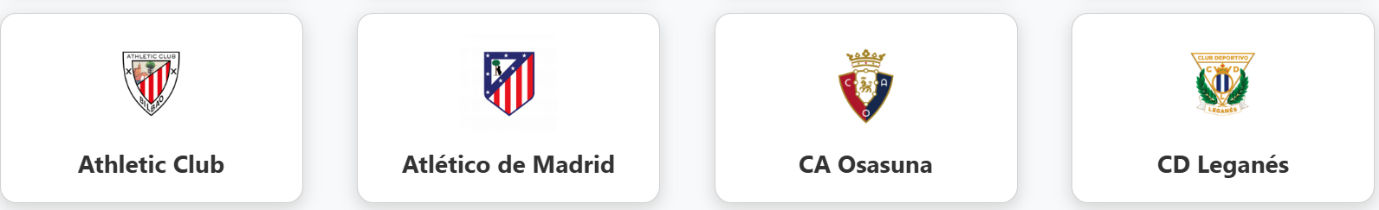 ATHLETIC CLUB
BILBAO
Athletic Club
Atlético de Madrid
C A
O
CA Osasuna
CLUB DEPORTIVO
C D
LEGANÉS
CD Leganés